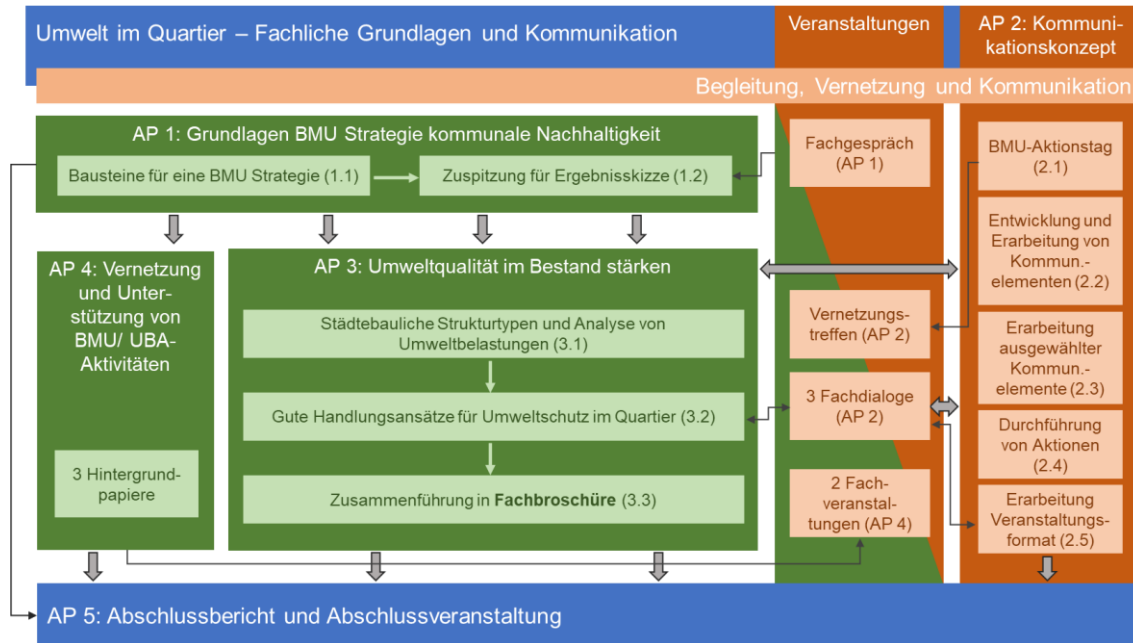 Umwelt im Quartier – Fachliche Grundlagen und Kommunikation
Veranstaltungen
AP 2: Kommuni-
kationskonzept
Begleitung, Vernetzung und Kommunikation
AP 1: Grundlagen BMU Strategie kommunale Nachhaltigkeit
Bausteine für eine BMU Strategie (1.1)
Zuspitzung für Ergebnisskizze (1.2)
Fachgespräch
(AP 1)
BMU-Aktionstag
(2.1)
Entwicklung und
Erarbeitung von
Kommun.-
elementen (2.2)
AP 4: Vernetzung
und Unter-
stützung von
BMU/ UBA-
Aktivitäten
3 Hintergrund-
papiere
AP 3: Umweltqualität im Bestand stärken
Städtebauliche Strukturtypen und Analyse von
Umweltbelastungen (3.1)
Gute Handlungsansätze für Umweltschutz im Quartier (3.2)
Zusammenführung in Fachbroschüre (3.3)
Vernetzungs-
treffen (AP 2)
3 Fachdialoge
(AP 2)
2 Fach-
veranstal-
tungen (AP 4)
Erarbeitung
ausgewählter
Kommun.-
elemente (2.3)
Durchführung
von Aktionen
(2.4)
Erarbeitung
Veranstaltungs-
format (2.5)
AP 5: Abschlussbericht und Abschlussveranstaltung